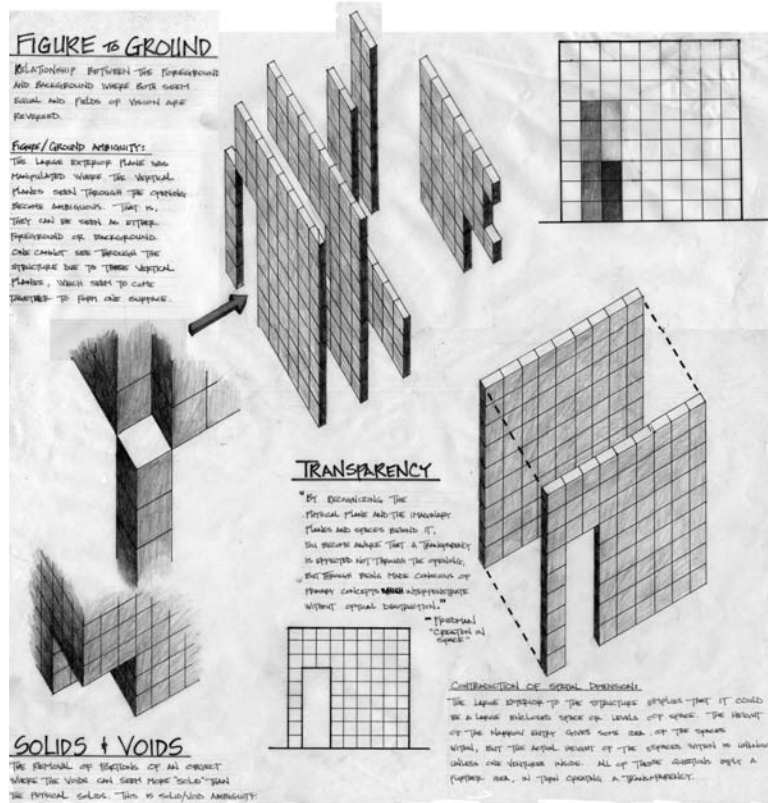 FIGURE TO GROUND
RELATIONSHIP BETWEEN THE FOREGROUND
AND BACKGROUND WHERE BOTH SEEM
EQUAL AND FIELDS OF VISION ARE
REVERSED.
FIGURE/GROUND AMBIGUITY:
THE LARGE EXTERIOR PLANE WAS
MANIPULATED WHERE THE VERTICAL
PLANES SEEN THROUGH THE OPENING
BECOME AMBIGUOUS. THAT IS,
THEY CAN BE SEEN AS EITHER
FOREGROUND OR BACKGROUND.
ONE CANNOT SEE THROUGH THE
STRUCTURE DUE TO THESE VERTICAL
PLANES, WHICH SEEM TO COME
TOGETHER TO FORM ONE SURFACE.
TRANSPARENCY
"BY RECOGNIZING THE
PHYSICAL PLANE AND THE IMAGINARY
PLANES AND SPACES BEHIND IT,
YOU BECOME AWARE THAT A TRANSPARENCY
IS EFFECTED NOT THROUGH THE OPENING,
BUT THROUGH BEING MADE CONSCIOUS OF
PRIMARY CONCEPTS WHICH INTERPENETRATE
WITHOUT OPTICAL DESTRUCTION."
- FRIEDMAN
"CREATION IN
SPACE"
CONTRADICTION OF SPATIAL DIMENSIONS:
THE LARGE EXTERIOR TO THE STRUCTURE IMPLIES THAT IT COULD
BE A LARGE ENCLOSED SPACE OR LEVELS OF SPACE. THE HEIGHT
OF THE NARROW ENTRY GIVES SOME IDEA OF THE SPACES
WITHIN, BUT THE ACTUAL HEIGHT OF THE SPACES WITHIN IS UNKNOWN
UNLESS ONE VENTURES INSIDE. ALL OF THESE QUESTIONS IMPLY A
FURTHER IDEA, IN TURN CREATING A TRANSPARENCY.
SOLIDS & VOIDS
THE REMOVAL OF PORTIONS OF AN OBJECT
WHERE THE VOIDS CAN SEEM MORE "SOLID" THAN
THE PHYSICAL SOLIDS. THIS IS SOLID/VOID AMBIGUITY.